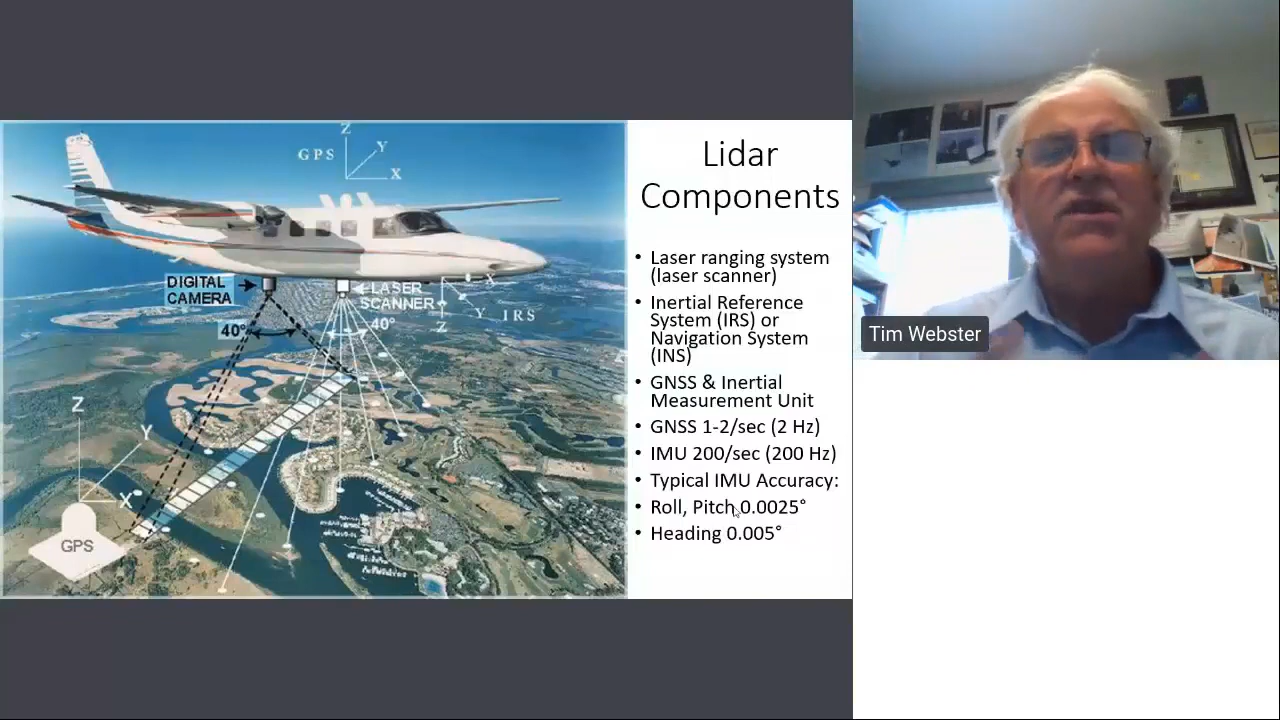 Z
GPS
Y
X
DIGITAL
CAMERA
LASER
SCANNER
X
Y
IRS
Z
40°
40°
Z
Y
X
GPS
Lidar
Components
• Laser ranging system
(laser scanner)
• Inertial Reference
System (IRS) or
Navigation System
(INS)
• GNSS & Inertial
Measurement Unit
• GNSS 1-2/sec (2 Hz)
• IMU 200/sec (200 Hz)
• Typical IMU Accuracy:
• Roll, Pitch 0.0025°
• Heading 0.005°
Tim Webster